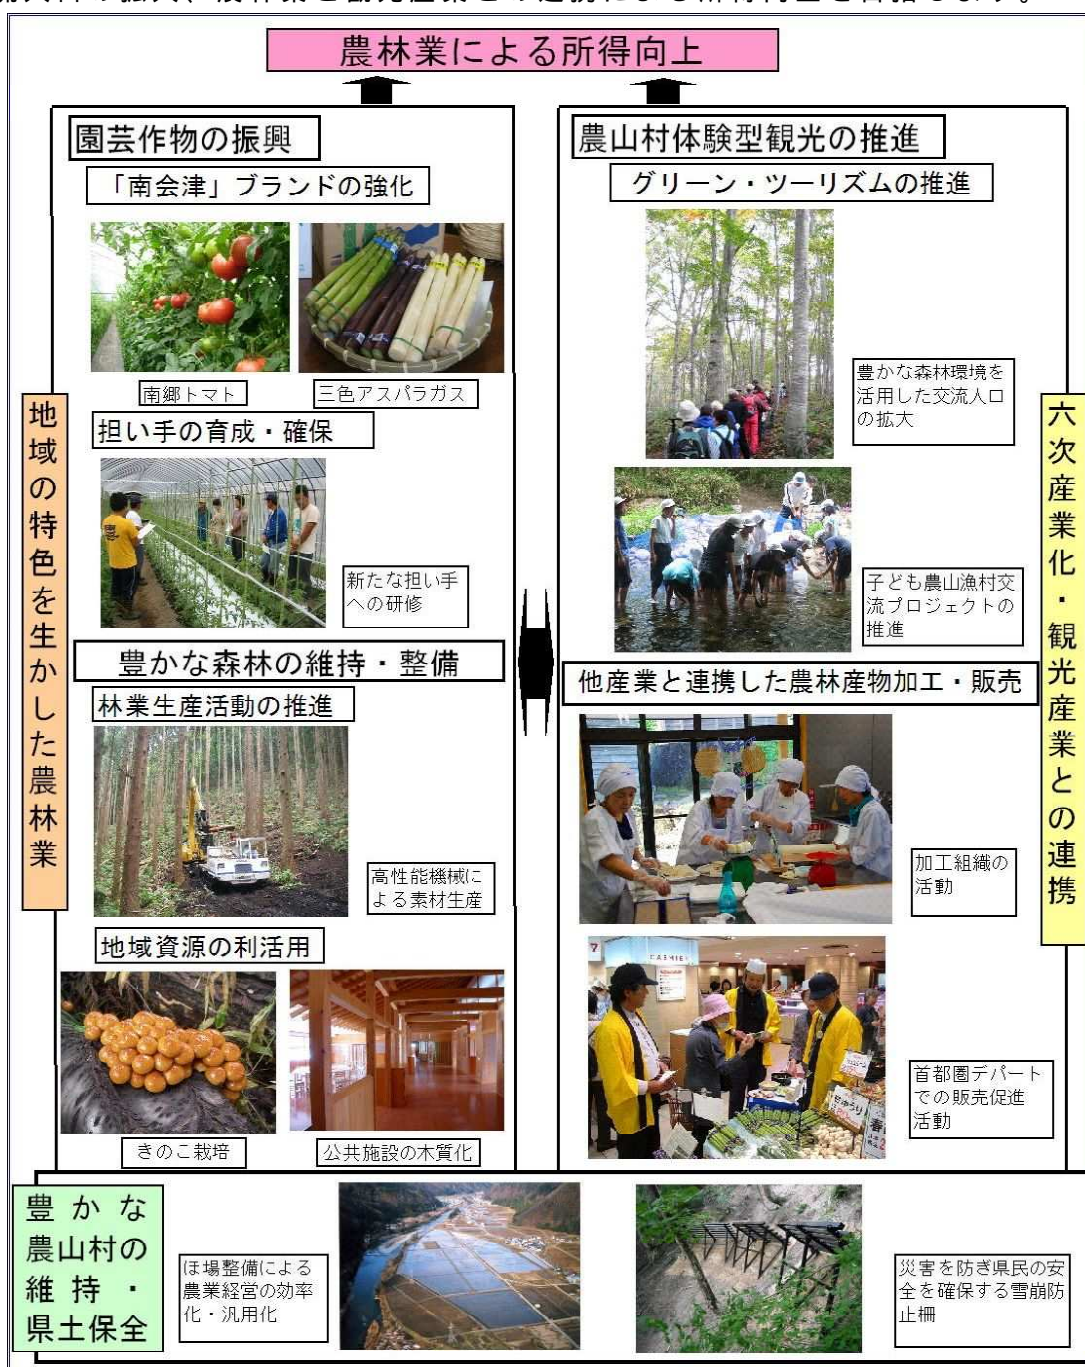 農林業による所得向上
園芸作物の振興
「南会津」ブランドの強化
南郷トマト
三色アスパラガス
担い手の育成・確保
新たな担い手
への研修
豊かな森林の維持・整備
林業生産活動の推進
高性能機械に
よる素材生産
地域資源の利活用
きのこ栽培
公共施設の木質化
地域の特色を生かした農林業
農山村体験型観光の推進
グリーン・ツーリズムの推進
豊かな森林環境を
活用した交流人口
の拡大
子ども農山漁村交
流プロジェクトの
推進
他産業と連携した農林産物加工・販売
加工組織の
活動
7
CASHIER
首都圏デパート
での販売促進
活動
六次産業化・観光産業との連携
豊かな
農山村の
維持・
県土保全
ほ場整備による
農業経営の効率
化・汎用化
災害を防ぎ県民の安
全を確保する雪崩防
止柵